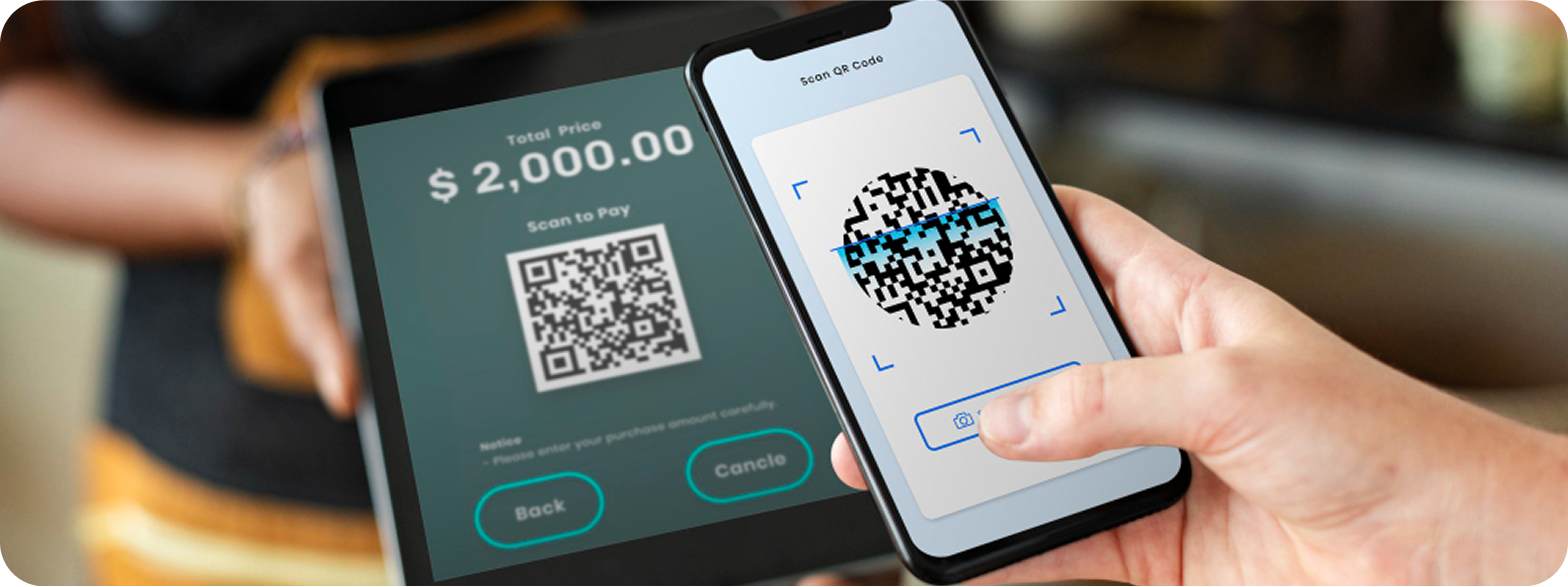 Total Price
$ 2,000.00
Scan to Pay
Notice
- Please enter your purchase amount carefully.
Back
Cancle
Scan QR Code